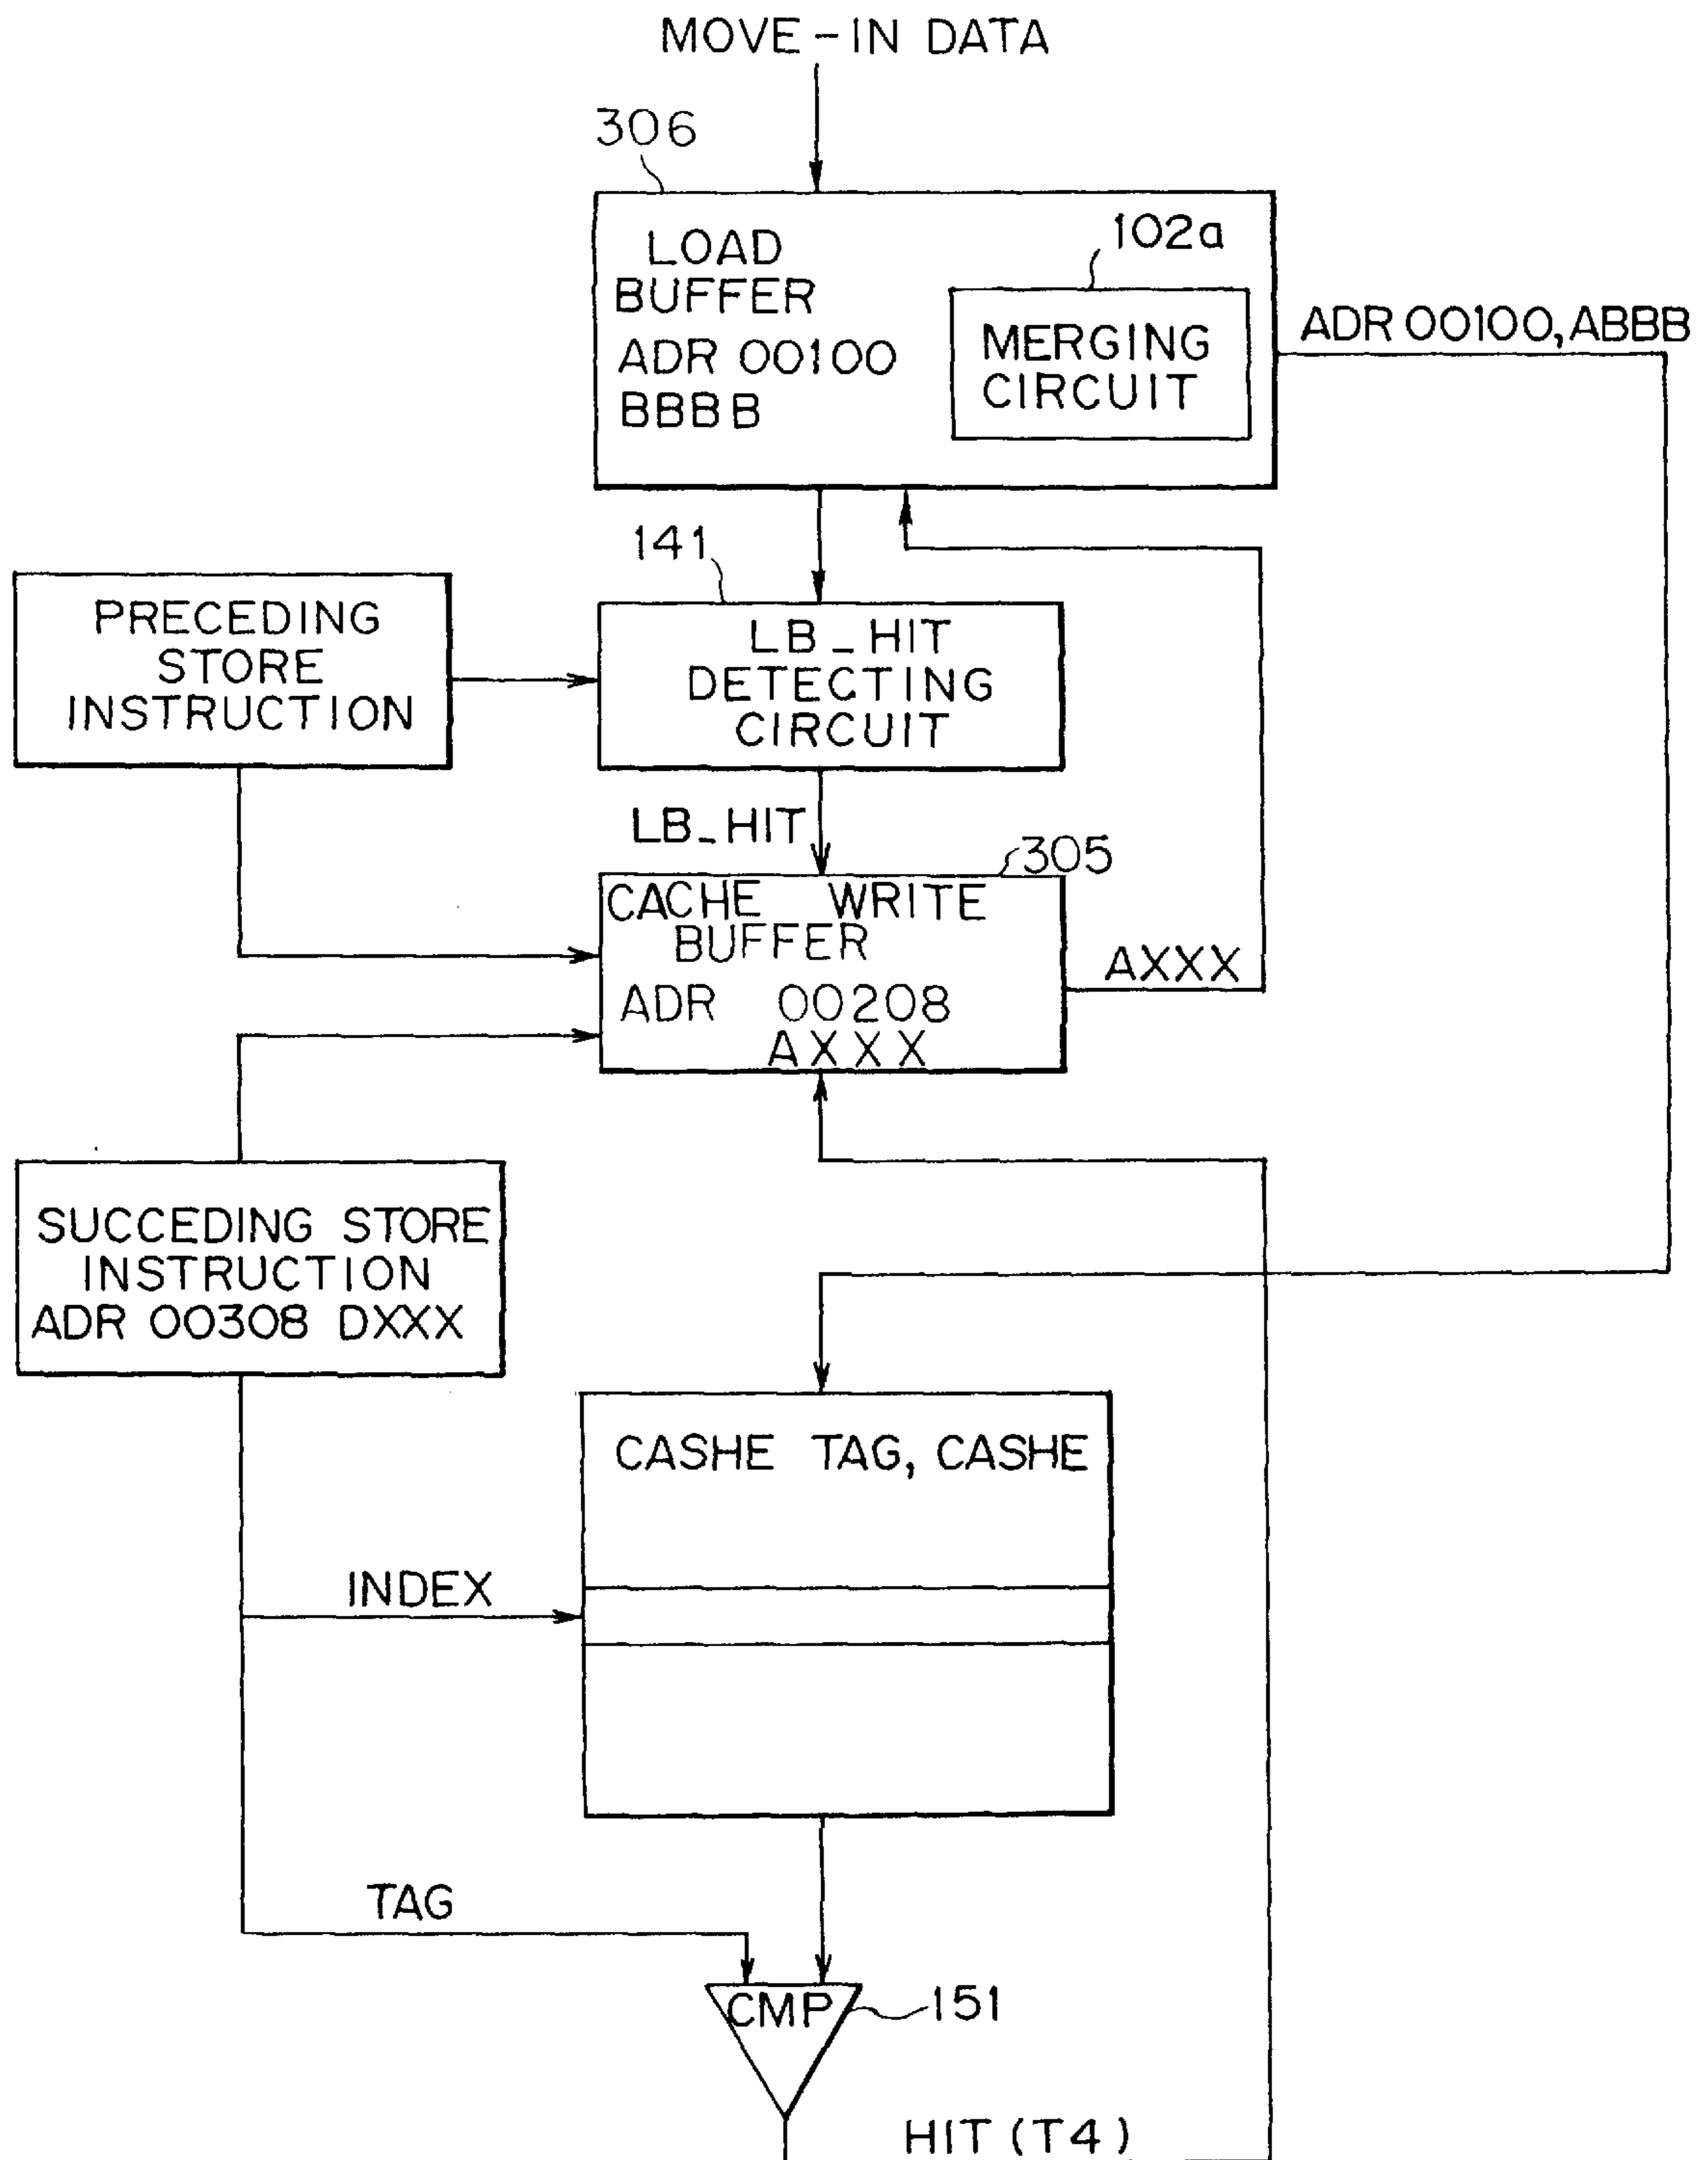 MOVE-IN DATA
306
LOAD
BUFFER
ADR 00100
BBBB
102a
MERGING
CIRCUIT
ADR 00100, ABBB
141
PRECEDING
STORE
INSTRUCTION
LB_HIT
DETECTING
CIRCUIT
LB_HIT
305
CACHE WRITE
BUFFER
ADR 00208
AXXX
AXXX
SUCCEDING STORE
INSTRUCTION
ADR 00308 DXXX
CASHE TAG, CASHE
INDEX
TAG
CMP
151
HIT (T4)